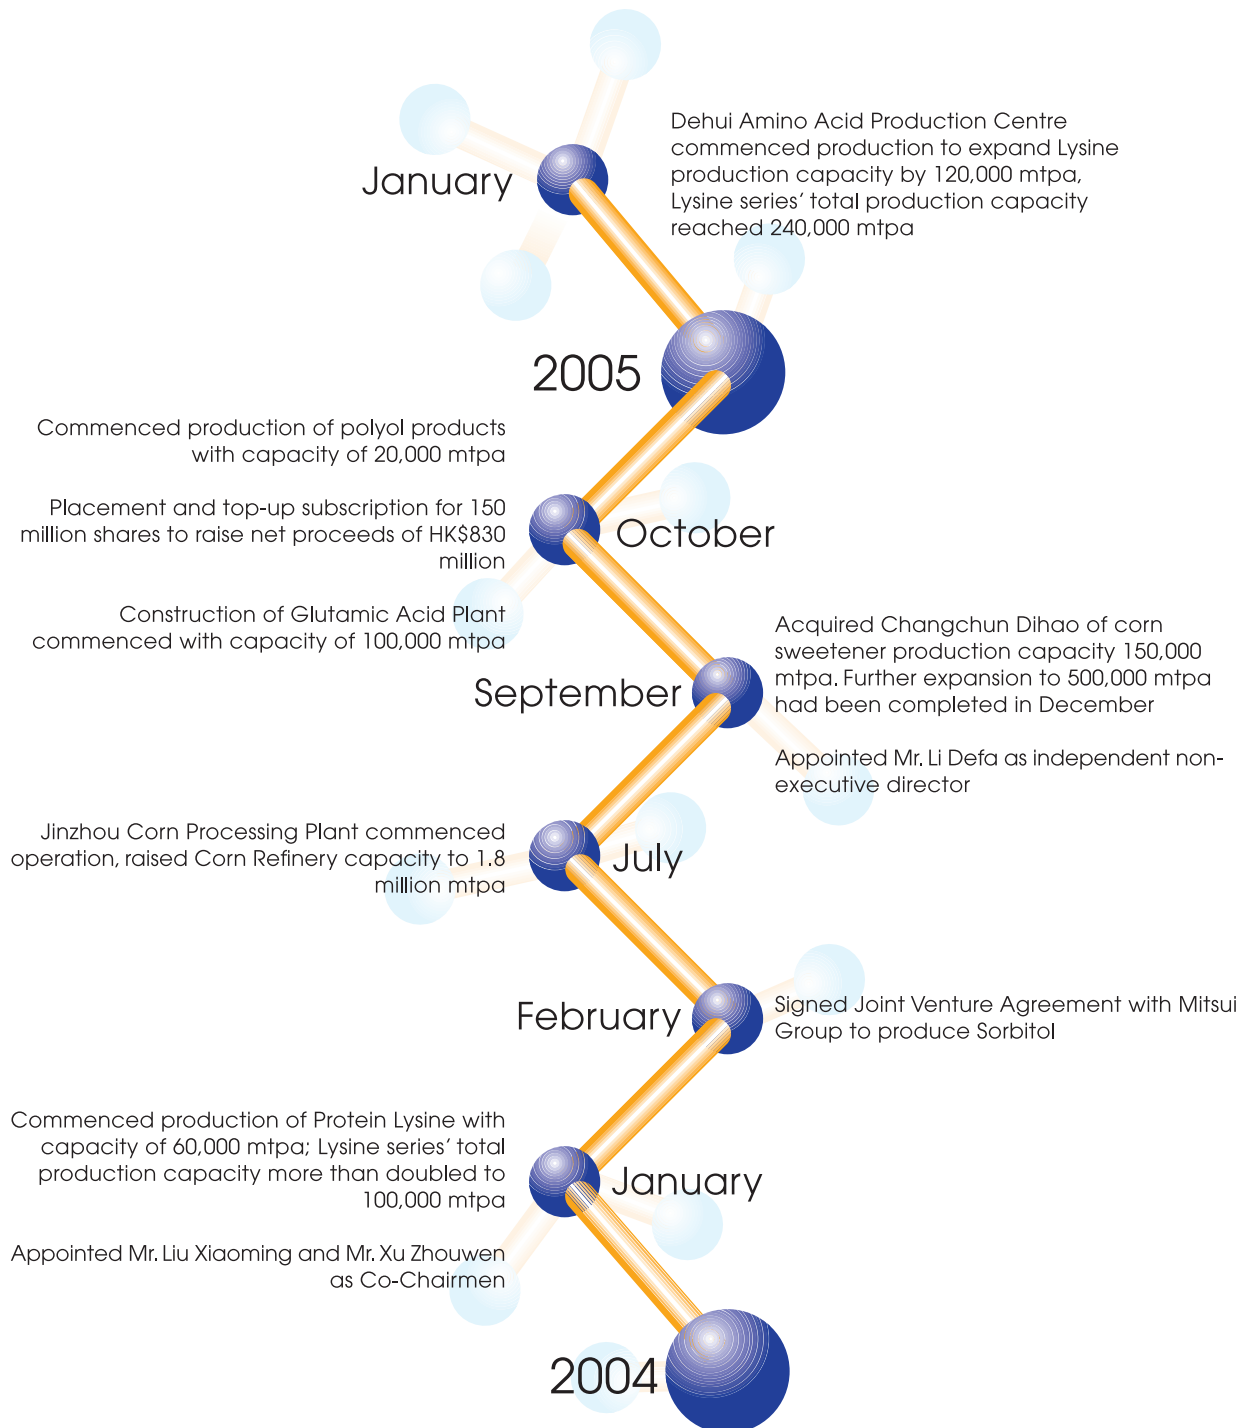 Dehui Amino Acid Production Centre
commenced production to expand Lysine
production capacity by 120,000 mtpa,
Lysine series’ total production capacity
reached 240,000 mtpa
January
2005
Commenced production of polyol products
with capacity of 20,000 mtpa
Placement and top-up subscription for 150
million shares to raise net proceeds of HK$830
million
October
Construction of Glutamic Acid Plant
commenced with capacity of 100,000 mtpa
Acquired Changchun Dihao of corn
sweetener production capacity 150,000
mtpa. Further expansion to 500,000 mtpa
had been completed in December
September
Appointed Mr. Li Defa as independent non-
executive director
Jinzhou Corn Processing Plant commenced
operation, raised Corn Refinery capacity to 1.8
million mtpa
July
February
Signed Joint Venture Agreement with Mitsui
Group to produce Sorbitol
Commenced production of Protein Lysine with
capacity of 60,000 mtpa; Lysine series’ total
production capacity more than doubled to
100,000 mtpa
January
Appointed Mr. Liu Xiaoming and Mr. Xu Zhouwen
as Co-Chairmen
2004